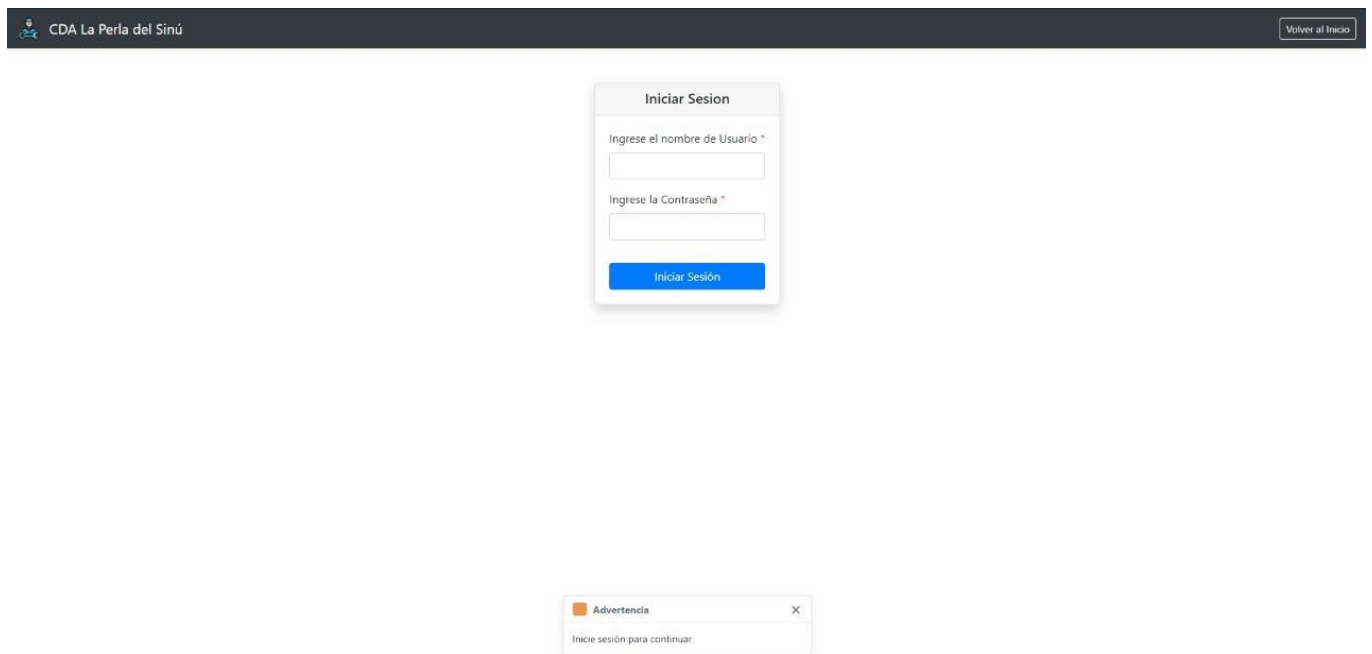 CDA La Perla del Sinú
Volver al Inicio
Iniciar Sesion
Ingrese el nombre de Usuario *
Ingrese la Contraseña *
Iniciar Sesión
Advertencia
Inicie sesión para continuar